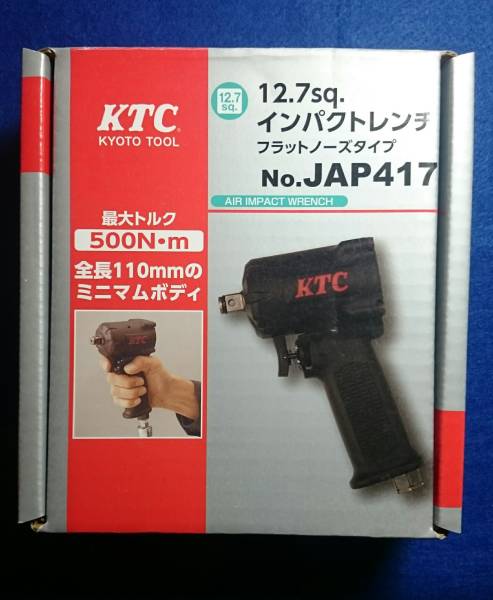 KTC
KYOTO TOOL
最大トルク
500N・m
全長110mmの
ミニマムボディ
KTC
12.7
sq.
12.7sq.
インパクトレンチ
フラットノーズタイプ
No.JAP417
AIR IMPACT WRENCH
KTC